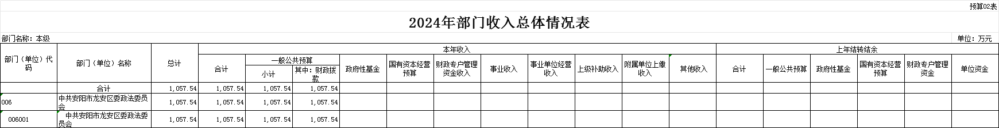 预算02表
2024年部门收入总体情况表
部门名称：本级
单位：万元
部门（单位）代
码
部门（单位）名称
总计
本年收入
上年结转结余
合计
一般公共预算
小计
其中：财政拨
款
政府性基金
国有资本经营
预算
财政专户管理
资金收入
事业收入
事业单位经营
收入
上级补助收入
附属单位上缴
收入
其他收入
合计
一般公共预算
政府性基金
国有资本经营
预算
财政专户管理
资金
单位资金
合计 1,057.54 1,057.54 1,057.54 1,057.54
006
中共安阳市龙安区委政法委员
会
1,057.54 1,057.54 1,057.54 1,057.54
006001
中共安阳市龙安区委政法委
员会
1,057.54 1,057.54 1,057.54 1,057.54